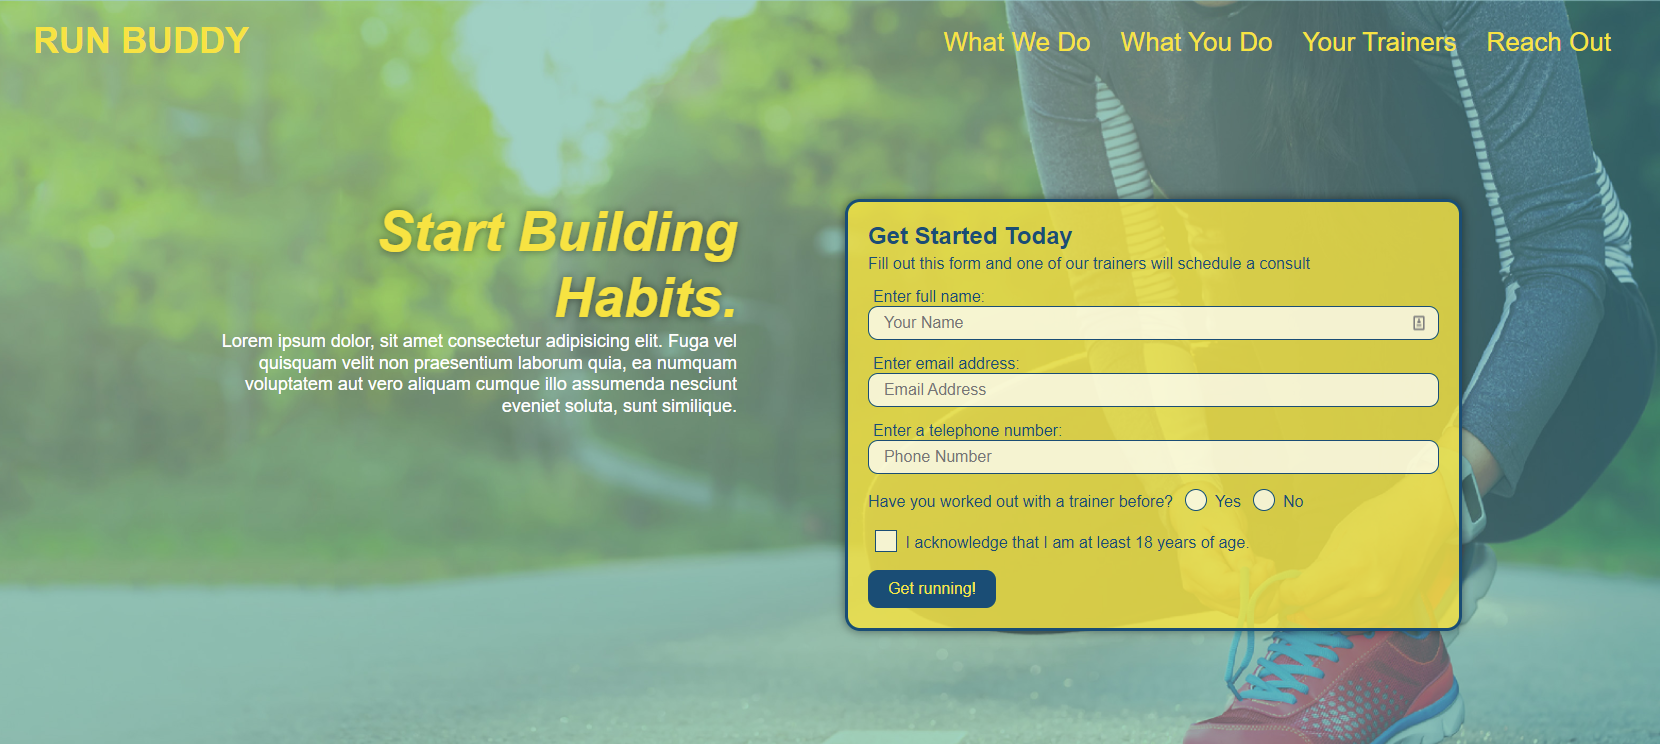 RUN BUDDY
What We Do What You Do Your Trainers Reach Out
Start Building
Habits.
Lorem ipsum dolor, sit amet consectetur adipisicing elit. Fuga vel
quisquam velit non praesentium laborum quia, ea numquam
voluptatem aut vero aliquam cumque illo assumenda nesciunt
eveniet soluta, sunt similique.
Get Started Today
Fill out this form and one of our trainers will schedule a consult
Enter full name:
Your Name
Enter email address:
Email Address
Enter a telephone number:
Phone Number
Have you worked out with a trainer before? Yes No
I acknowledge that I am at least 18 years of age.
Get running!